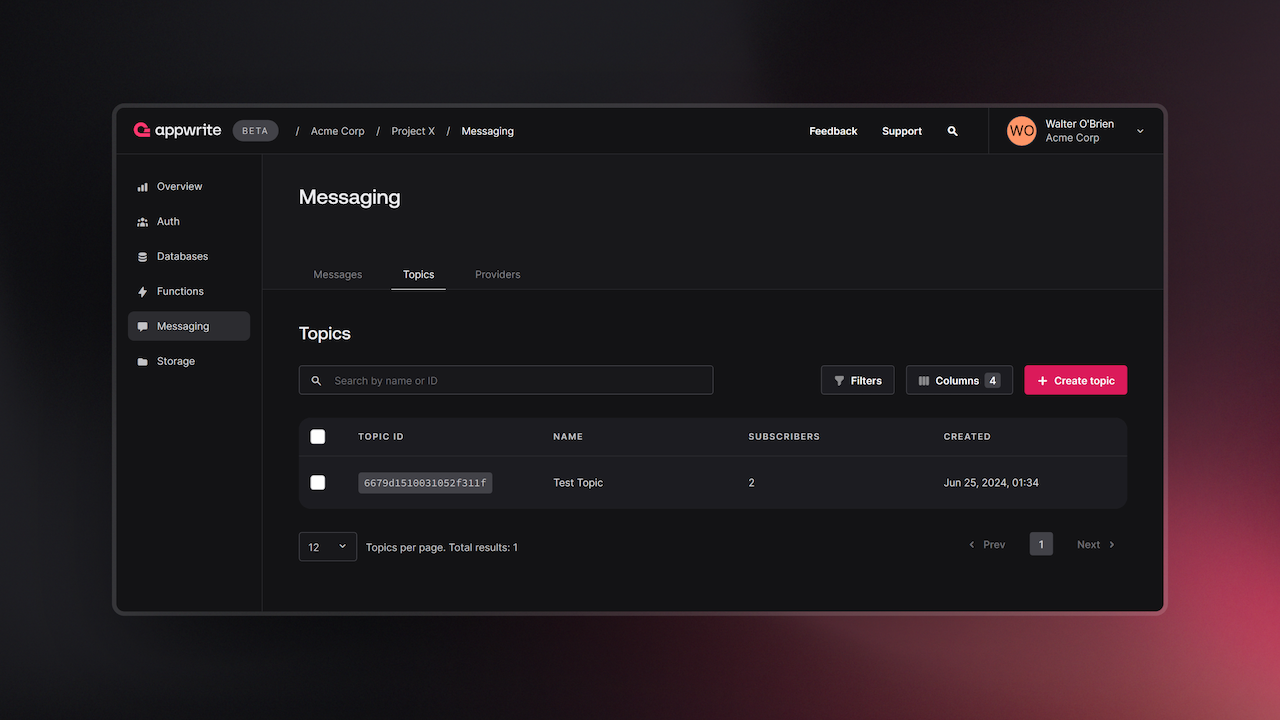 appwrite BETA / Acme Corp / Project X / Messaging Feedback Support WO Walter O'Brien
Acme Corp
Overview
Auth
Databases
Functions
Messaging
Storage
Messaging
Messages Topics Providers
Topics
Search by name or ID Filters Columns 4 Create topic
TOPIC ID NAME SUBSCRIBERS CREATED
6679d1510031052f311f Test Topic 2 Jun 25, 2024, 01:34
12 Topics per page. Total results: 1 Prev 1 Next